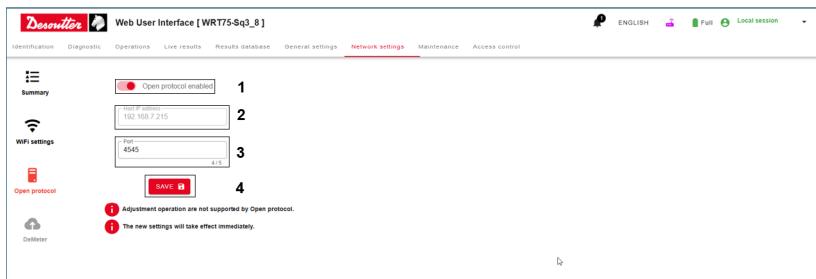 Desoutter Web User Interface [ WRT75-Sq3_8 ] ENGLISH Full Local session
Identification Diagnostic Operations Live results Results database General settings Network settings Maintenance Access control
Summary
WiFi settings
Open protocol
DeMeter
Open protocol enabled 1
Host IP address
192.168.7.215 2
Port
4545 3
4 / 5
SAVE 4
Adjustment operation are not supported by Open protocol.
The new settings will take effect immediately.